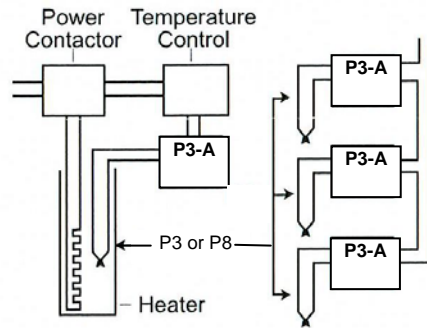 Power
Contactor
Temperature
Control
P3-A
P3 or P8
Heater
P3-A
P3-A
P3-A